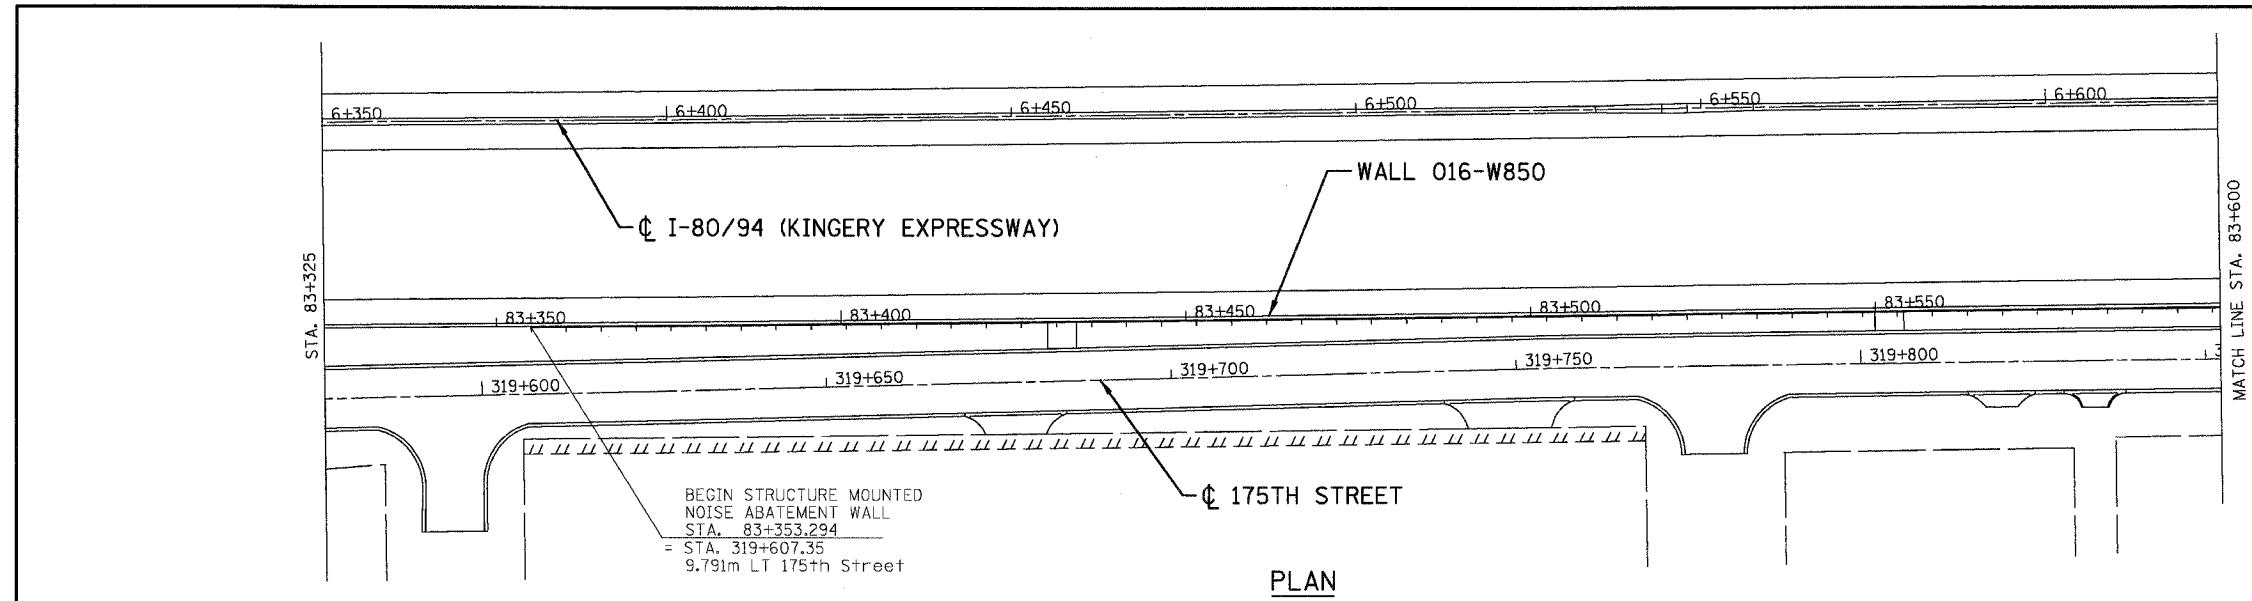 6+350 6+400 6+450 6+500 6+550 6+600
WALL 016-W850
℄ I-80/94 (KINGERY EXPRESSWAY)
STA. 83+325
MATCH LINE STA. 83+600
83+350 83+400 83+450 83+500 83+550
319+600 319+650 319+700 319+750 319+800 3
BEGIN STRUCTURE MOUNTED
NOISE ABATEMENT WALL
STA. 83+353.294
= STA. 319+607.35
9.791m LT 175th Street
℄ 175TH STREET
PLAN